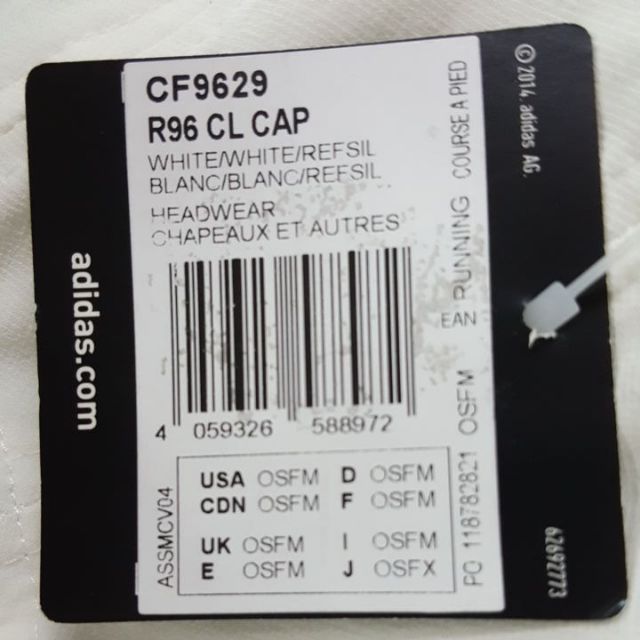 CF9629
R96 CL CAP
WHITE/WHITE/REFSIL
BLANC/BLANC/REFSIL
HEADWEAR
CHAPEAUX ET AUTRES
4 059326 588972
USA OSFM D OSFM
CDN OSFM F OSFM
UK OSFM I OSFM
E OSFM J OSFX
ASSMCV04
EAN RUNNING COURSE A PIED
PO 118782821 OSFM
adidas.com
© 2014. adidas AG.
62692773